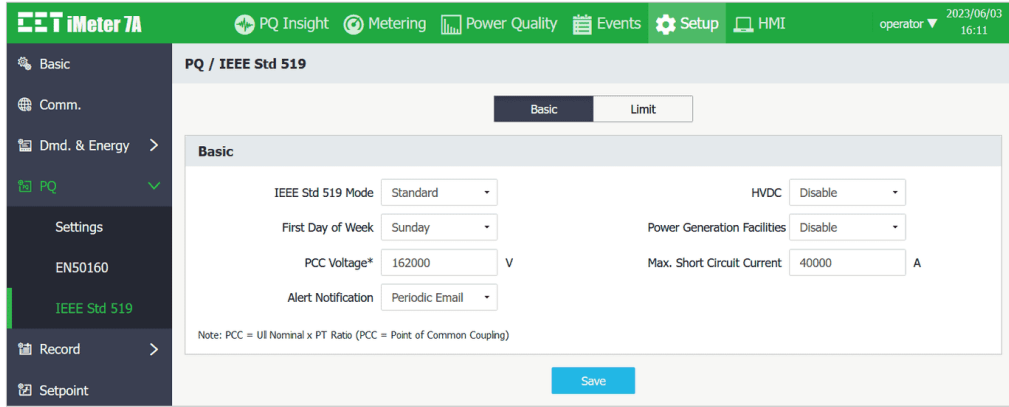 CET iMeter 7A
PQ Insight Metering Power Quality Events Setup HMI
operator ▼ 2023/06/03
16:11
Basic
Comm.
Dmd. & Energy >
PQ
Settings
EN50160
IEEE Std 519
Record >
Setpoint
PQ / IEEE Std 519
Basic Limit
Basic
IEEE Std 519 Mode Standard HVDC Disable
First Day of Week Sunday Power Generation Facilities Disable
PCC Voltage* 162000 V Max. Short Circuit Current 40000 A
Alert Notification Periodic Email
Note: PCC = Ull Nominal x PT Ratio (PCC = Point of Common Coupling)
Save